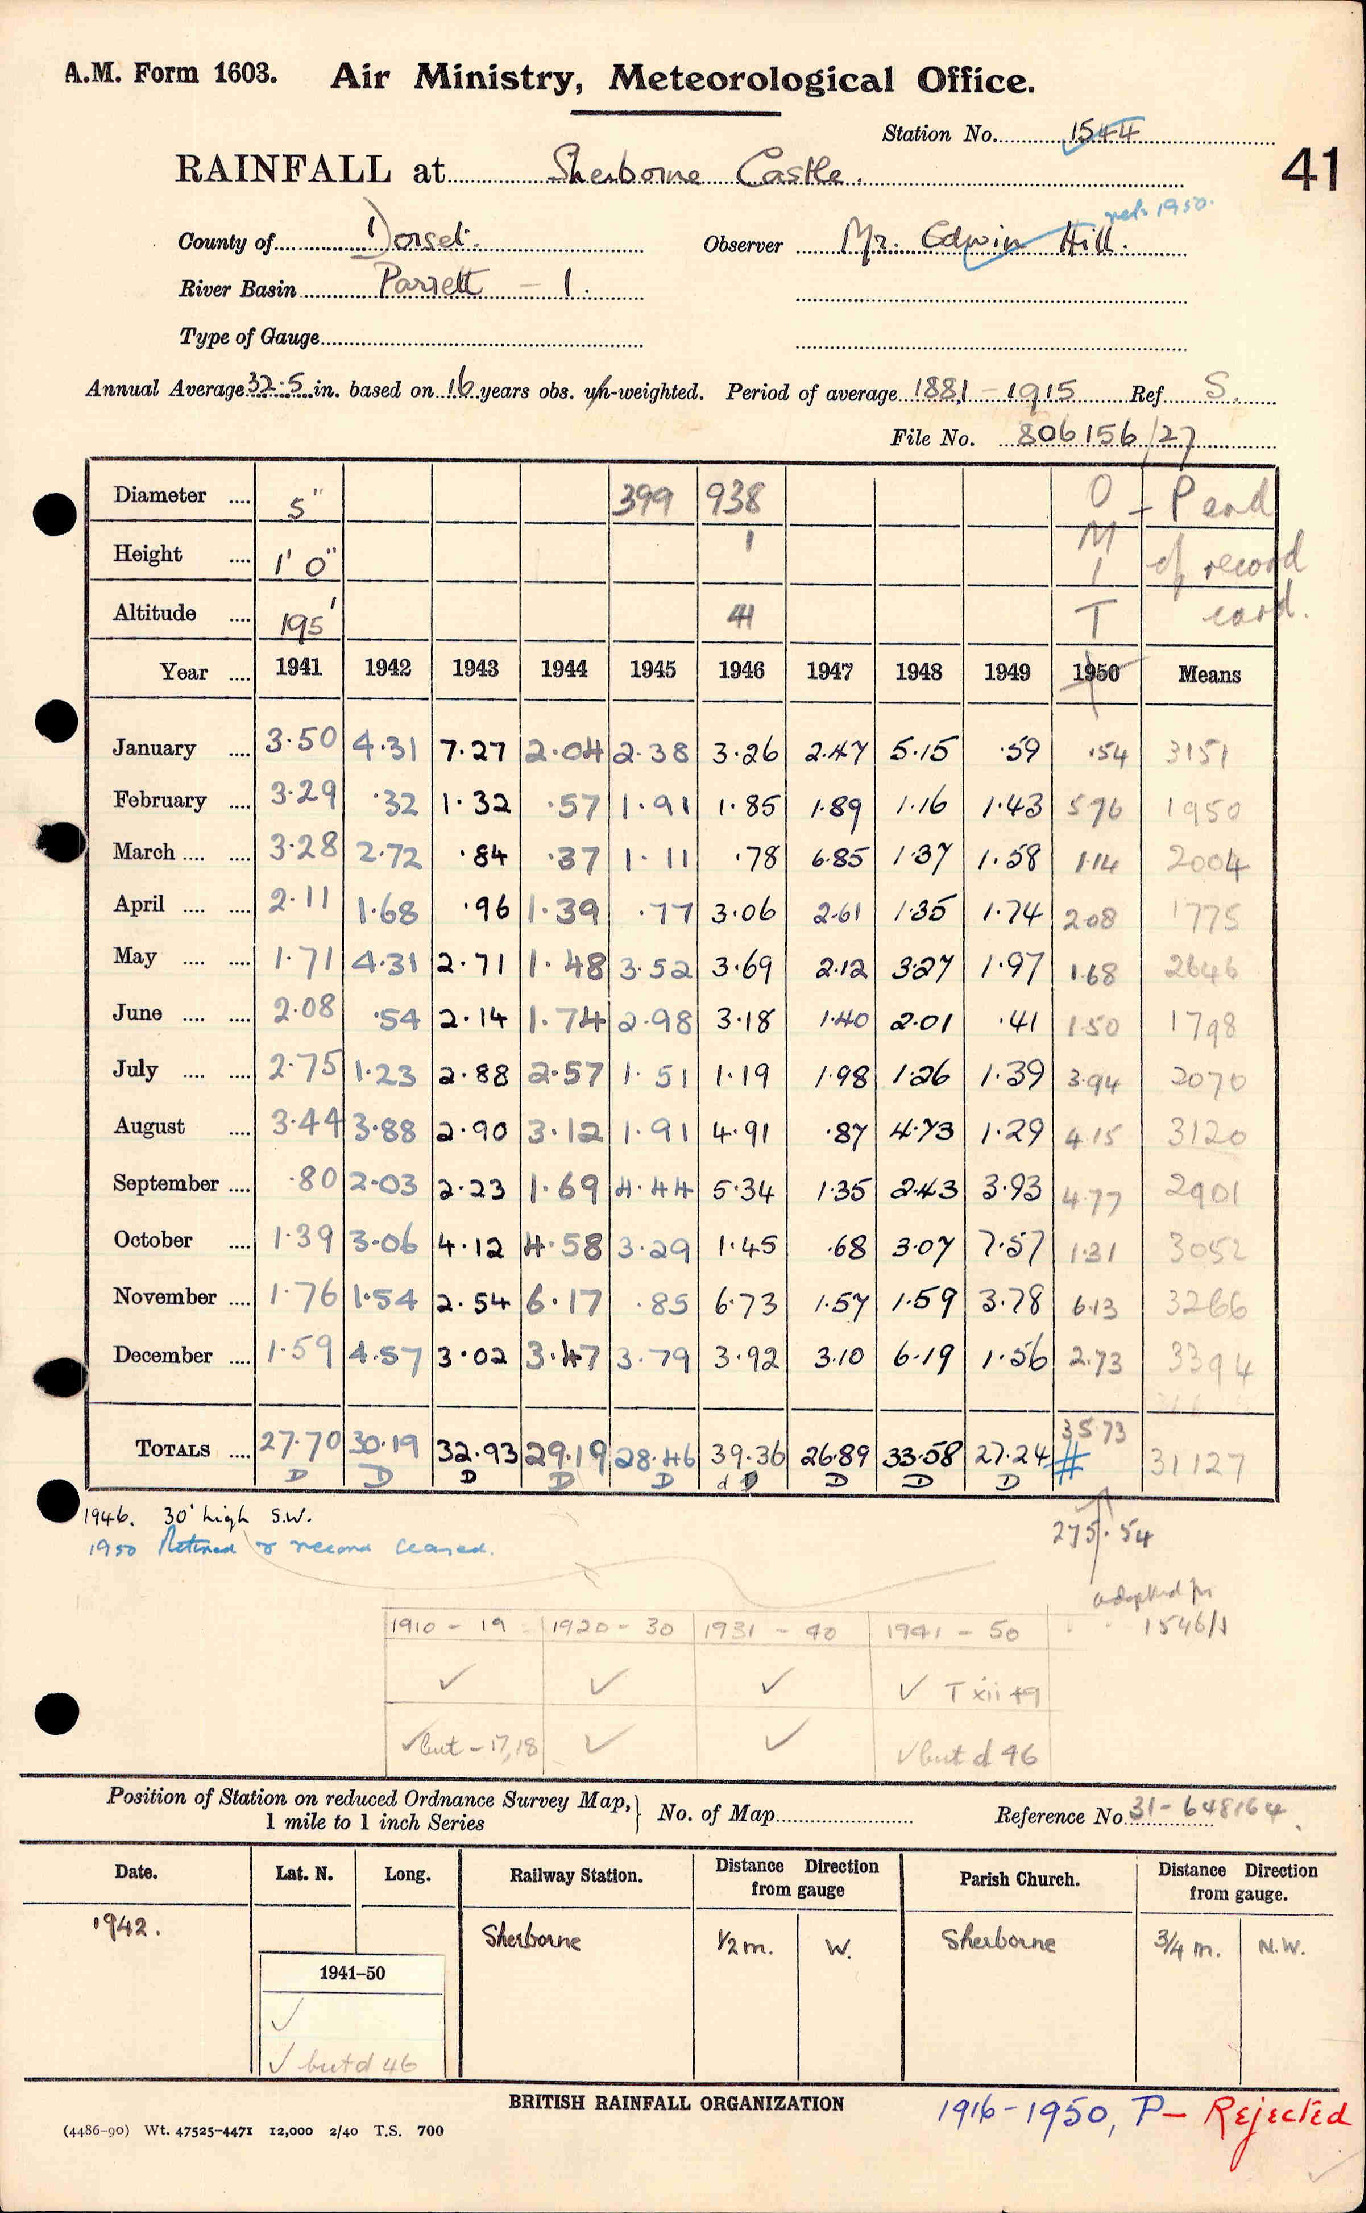 A.M. Form 1603. Air Ministry, Meteorological Office.
Station No. 1544
41
RAINFALL at Sherborne Castle.
ret. 1950.
County of Dorset. Observer Mr. Edwin Hill.
River Basin Parrett - 1.
Type of Gauge
Annual Average 32.5 in. based on 16 years obs. un-weighted. Period of average 1881-1915 Ref. S.
File No. 806156/27
Diameter .... 5" 399 938 O - P end
Height .... 1' 0" 1 M I of record
Altitude .... 195' 41 T card.
Year .... 1941 1942 1943 1944 1945 1946 1947 1948 1949 1950 Means
January .... 3.50 4.31 7.27 2.04 2.38 3.26 2.47 5.15 .59 .54 3151
February .... 3.29 .32 1.32 .57 1.91 1.85 1.89 1.16 1.43 5.76 1950
March .... .... 3.28 2.72 .84 .37 1.11 .78 6.85 1.37 1.58 1.14 2004
April .... .... 2.11 1.68 .96 1.39 .77 3.06 2.61 1.35 1.74 2.08 1775
May .... .... 1.71 4.31 2.71 1.48 3.52 3.69 2.12 3.27 1.97 1.68 2646
June .... .... 2.08 .54 2.14 1.74 2.98 3.18 1.40 2.01 .41 1.50 1798
July .... .... 2.75 1.23 2.88 2.57 1.51 1.19 1.98 1.26 1.39 3.94 2070
August .... 3.44 3.88 2.90 3.12 1.91 4.91 .87 4.73 1.29 4.15 3120
September .... .80 2.03 2.23 1.69 4.44 5.34 1.35 2.43 3.93 4.77 2901
October .... 1.39 3.06 4.12 4.58 3.29 1.45 .68 3.07 7.57 1.31 3052
November .... 1.76 1.54 2.54 6.17 .85 6.73 1.57 1.59 3.78 6.13 3266
December .... 1.59 4.57 3.02 3.47 3.79 3.92 3.10 6.19 1.56 2.73 3394
TOTALS .... 27.70 30.19 32.93 29.19 28.46 39.36 26.89 33.58 27.24 35.73 31127
D D D D D d D D D D #
1946. 30' high S.W.
275.54
1950 Retired & record ceased.
adopted for
1546/1
1910 - 19 1920 - 30 1931 - 40 1941 - 50
✓ ✓ ✓ ✓ T xii 49
✓ but - 17,18 ✓ ✓ ✓ but d 46
Position of Station on reduced Ordnance Survey Map, 1 mile to 1 inch Series No. of Map Reference No. 31-648164.
Date. Lat. N. Long. Railway Station. Distance Direction from gauge Parish Church. Distance Direction from gauge.
1942. Sherborne 1/2 m. W. Sherborne 3/4 m. N.W.
1941-50
✓
✓ but d 46
BRITISH RAINFALL ORGANIZATION
1916-1950, P- Rejected
(4486-90) Wt. 47525-4471 12,000 2/40 T.S. 700